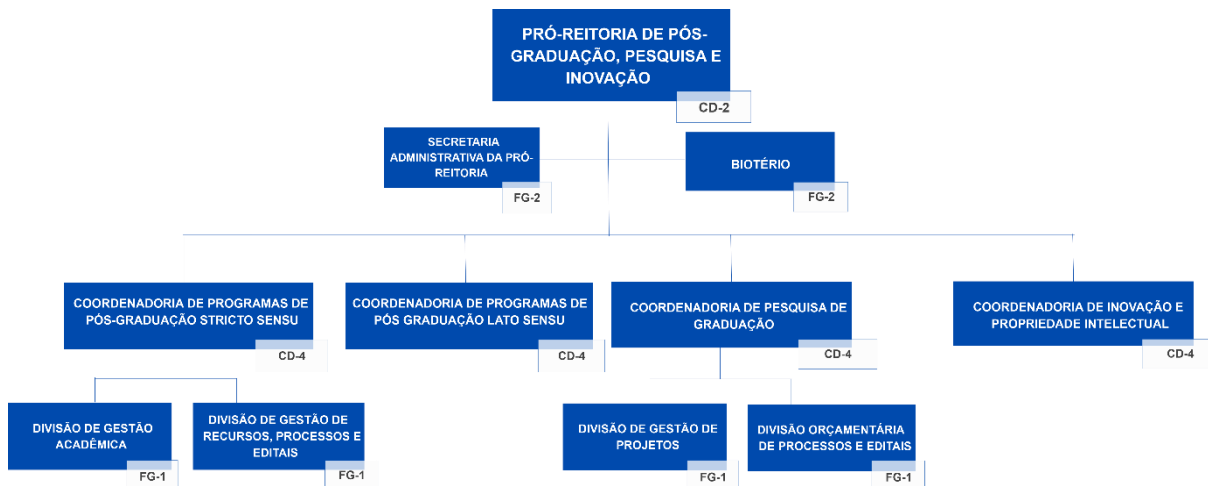 PRÓ-REITORIA DE PÓS-
GRADUAÇÃO, PESQUISA E
INOVAÇÃO
CD-2
SECRETARIA
ADMINISTRATIVA DA PRÓ-
REITORIA
FG-2
BIOTÉRIO
FG-2
COORDENADORIA DE PROGRAMAS DE
PÓS-GRADUAÇÃO STRICTO SENSU
CD-4
COORDENADORIA DE PROGRAMAS DE
PÓS GRADUAÇÃO LATO SENSU
CD-4
COORDENADORIA DE PESQUISA DE
GRADUAÇÃO
CD-4
COORDENADORIA DE INOVAÇÃO E
PROPRIEDADE INTELECTUAL
CD-4
DIVISÃO DE GESTÃO
ACADÊMICA
FG-1
DIVISÃO DE GESTÃO DE
RECURSOS, PROCESSOS E
EDITAIS
FG-1
DIVISÃO DE GESTÃO DE
PROJETOS
FG-1
DIVISÃO ORÇAMENTÁRIA
DE PROCESSOS E EDITAIS
FG-1